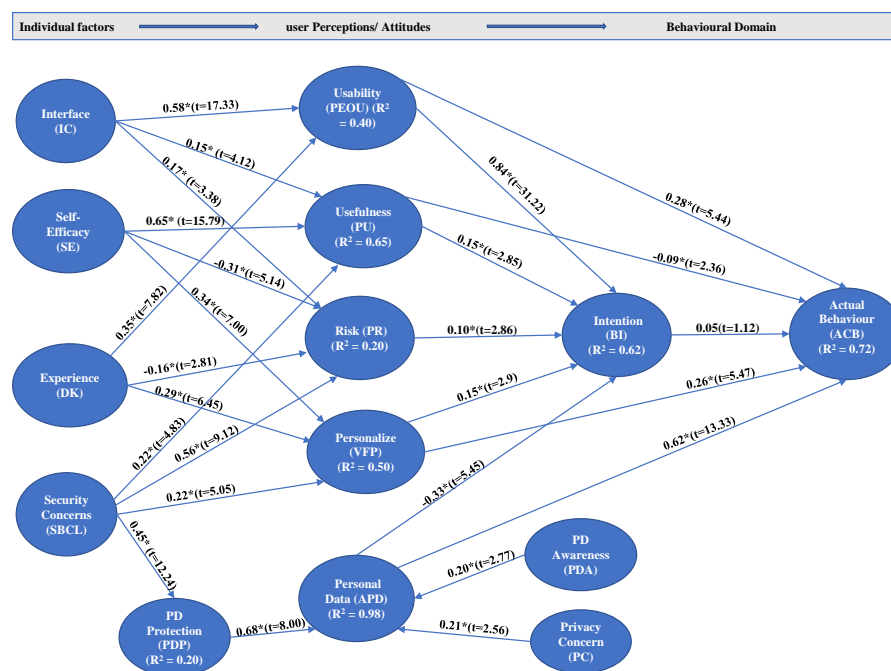 Individual factors
user Perceptions/ Attitudes
Behavioural Domain
Interface
(IC)
Self-
Efficacy
(SE)
Experience
(DK)
Security
Concerns
(SBCL)
PD
Protection
(PDP)
(R² = 0.20)
Usability
(PEOU) (R²
= 0.40)
Usefulness
(PU)
(R² = 0.65)
Risk (PR)
(R² = 0.20)
Personalize
(VFP)
(R² = 0.50)
Personal
Data (APD)
(R² = 0.98)
PD
Awareness
(PDA)
Privacy
Concern
(PC)
Intention
(BI)
(R² = 0.62)
Actual
Behaviour
(ACB)
(R² = 0.72)
0.58*(t=17.33)
0.15* (t=4.12
0.17* (t=3.38)
0.65* (t=15.79)
-0.31*(t=5.14)
0.34*(t=7.00)
0.35*(t=7.82)
-0.16*(t=2.81)
0.29*(t=6.45)
0.22*(t=4.83)
0.56*(t=9.12)
0.22*(t=5.05)
0.45*
(t=12.24)
0.68*(t=8.00)
0.84*(t=31.22)
0.28*(t=5.44)
0.15*(t=2.85)
-0.09*(t=2.36)
0.10*(t=2.86)
0.05(t=1.12)
0.15*(t=2.9)
0.26*(t=5.47)
-0.33*(t=5.45)
0.62*(t=13.33)
0.20*(t=2.77)
0.21*(t=2.56)